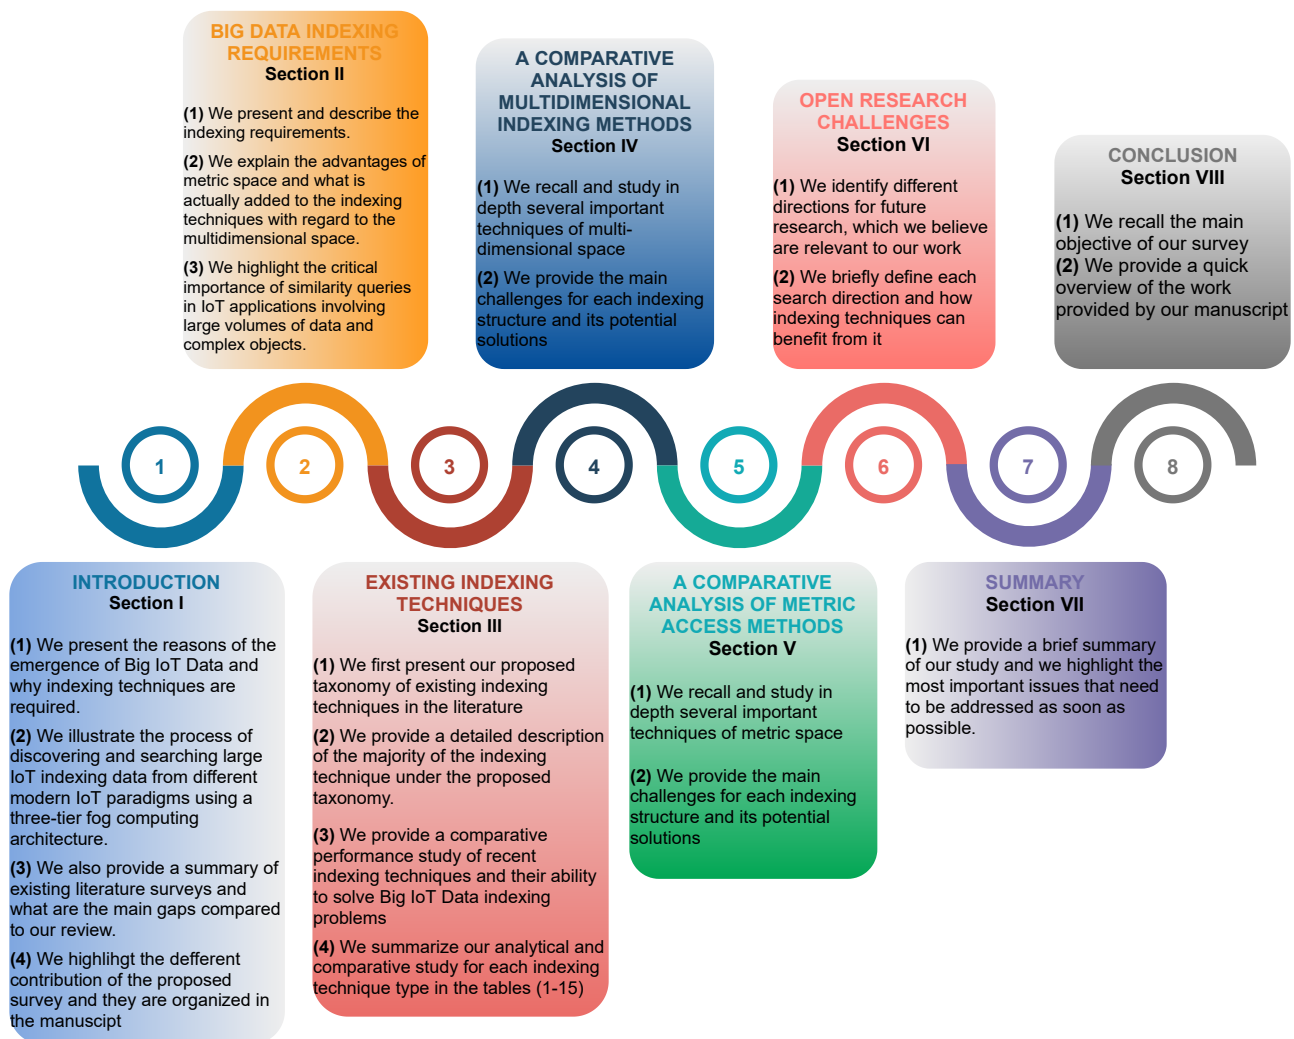 BIG DATA INDEXING
REQUIREMENTS
Section II
(1) We present and describe the
indexing requirements.
(2) We explain the advantages of
metric space and what is
actually added to the indexing
techniques with regard to the
multidimensional space.
(3) We highlight the critical
importance of similarity queries
in IoT applications involving
large volumes of data and
complex objects.
A COMPARATIVE
ANALYSIS OF
MULTIDIMENSIONAL
INDEXING METHODS
Section IV
(1) We recall and study in
depth several important
techniques of multi-
dimensional space
(2) We provide the main
challenges for each indexing
structure and its potential
solutions
OPEN RESEARCH
CHALLENGES
Section VI
(1) We identify different
directions for future
research, which we believe
are relevant to our work
(2) We briefly define each
search direction and how
indexing techniques can
benefit from it
CONCLUSION
Section VIII
(1) We recall the main
objective of our survey
(2) We provide a quick
overview of the work
provided by our manuscript
1
2
3
4
5
6
7
8
INTRODUCTION
Section I
(1) We present the reasons of the
emergence of Big IoT Data and
why indexing techniques are
required.
(2) We illustrate the process of
discovering and searching large
IoT indexing data from different
modern IoT paradigms using a
three-tier fog computing
architecture.
(3) We also provide a summary of
existing literature surveys and
what are the main gaps compared
to our review.
(4) We highlihgt the defferent
contribution of the proposed
survey and they are organized in
the manuscipt
EXISTING INDEXING
TECHNIQUES
Section III
(1) We first present our proposed
taxonomy of existing indexing
techniques in the literature
(2) We provide a detailed description
of the majority of the indexing
technique under the proposed
taxonomy.
(3) We provide a comparative
performance study of recent
indexing techniques and their ability
to solve Big IoT Data indexing
problems
(4) We summarize our analytical and
comparative study for each indexing
technique type in the tables (1-15)
A COMPARATIVE
ANALYSIS OF METRIC
ACCESS METHODS
Section V
(1) We recall and study in
depth several important
techniques of metric space
(2) We provide the main
challenges for each indexing
structure and its potential
solutions
SUMMARY
Section VII
(1) We provide a brief summary
of our study and we highlight the
most important issues that need
to be addressed as soon as
possible.